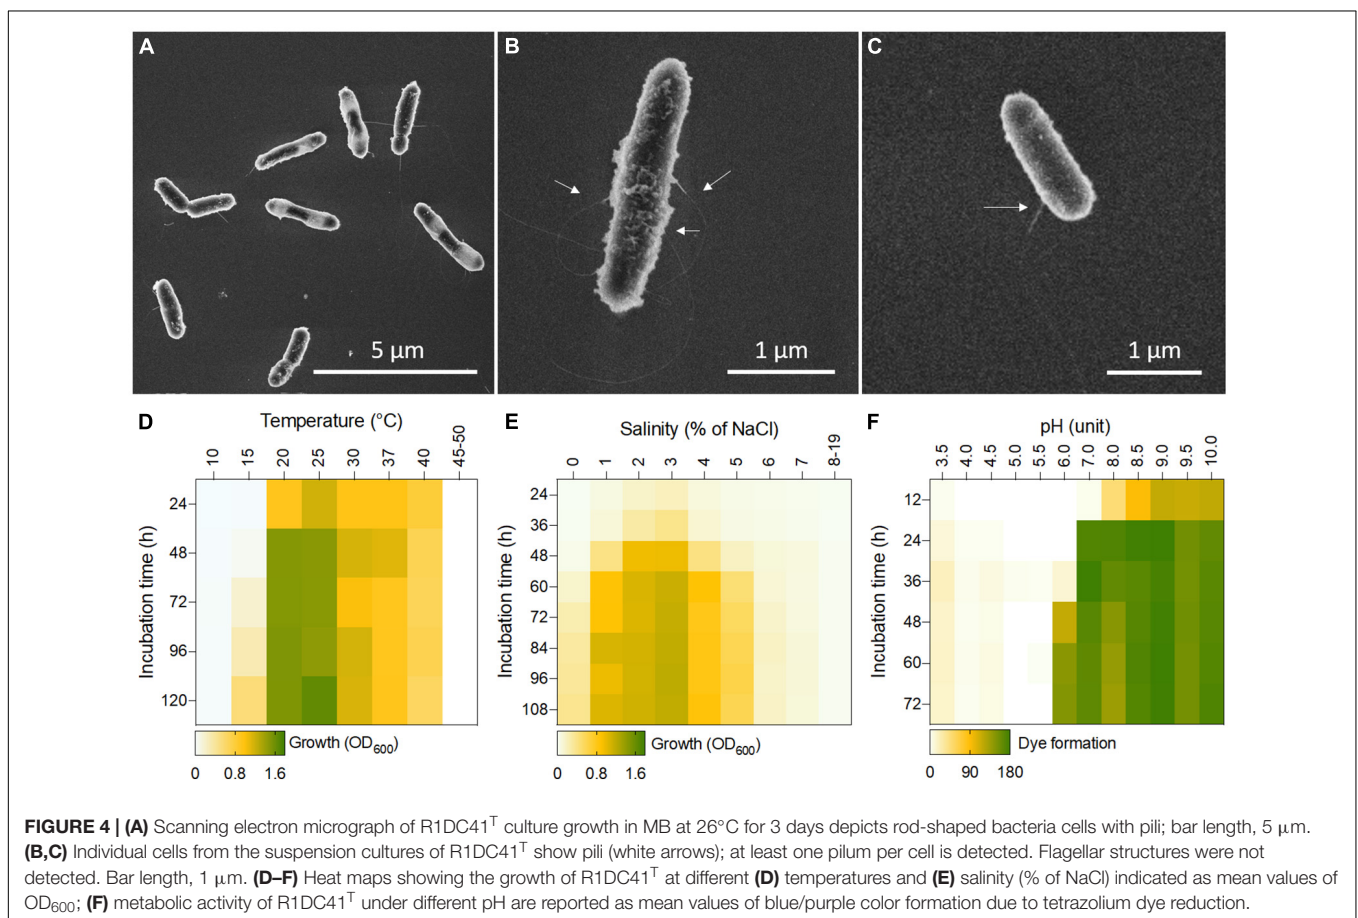 A
B
C
5 µm
1 µm
1 µm
D
Temperature (°C)
10 15 20 25 30 37 40 45-50
Incubation time (h)
24
48
72
96
120
Growth (OD600)
0 0.8 1.6
E
Salinity (% of NaCl)
0 1 2 3 4 5 6 7 8-19
Incubation time (h)
24
36
48
60
72
84
96
108
Growth (OD600)
0 0.8 1.6
F
pH (unit)
3.5 4.0 4.5 5.0 5.5 6.0 7.0 8.0 8.5 9.0 9.5 10.0
Incubation time (h)
12
24
36
48
60
72
Dye formation
0 90 180
FIGURE 4 | (A) Scanning electron micrograph of R1DC41T culture growth in MB at 26°C for 3 days depicts rod-shaped bacteria cells with pili; bar length, 5 µm.
(B,C) Individual cells from the suspension cultures of R1DC41T show pili (white arrows); at least one pilum per cell is detected. Flagellar structures were not
detected. Bar length, 1 µm. (D–F) Heat maps showing the growth of R1DC41T at different (D) temperatures and (E) salinity (% of NaCl) indicated as mean values of
OD600; (F) metabolic activity of R1DC41T under different pH are reported as mean values of blue/purple color formation due to tetrazolium dye reduction.